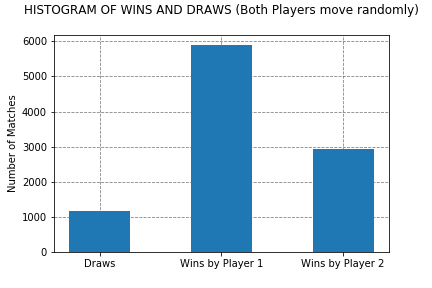 HISTOGRAM OF WINS AND DRAWS (Both Players move randomly)
6000
5000
4000
3000
2000
1000
0
Number of Matches
Draws Wins by Player 1 Wins by Player 2